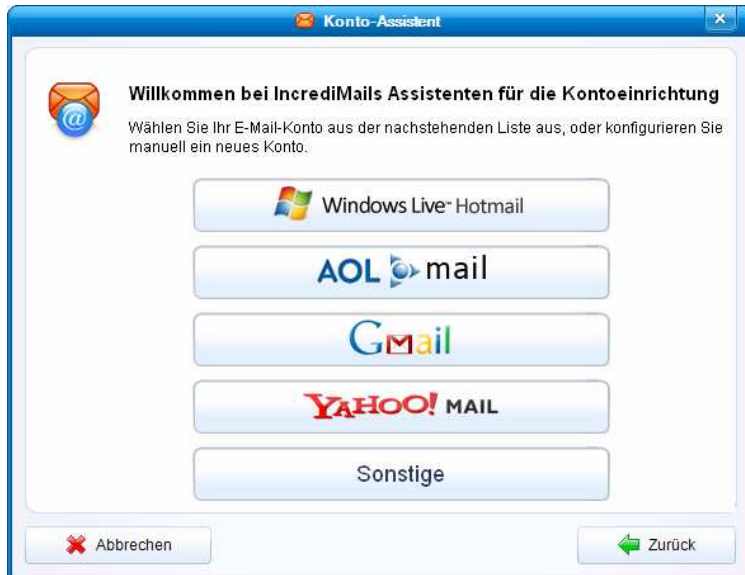 Konto-Assistent
Willkommen bei IncrediMails Assistenten für die Kontoeinrichtung
Wählen Sie Ihr E-Mail-Konto aus der nachstehenden Liste aus, oder konfigurieren Sie
manuell ein neues Konto.
Windows Live™ Hotmail
AOL mail
Gmail
YAHOO! MAIL
Sonstige
Abbrechen
Zurück